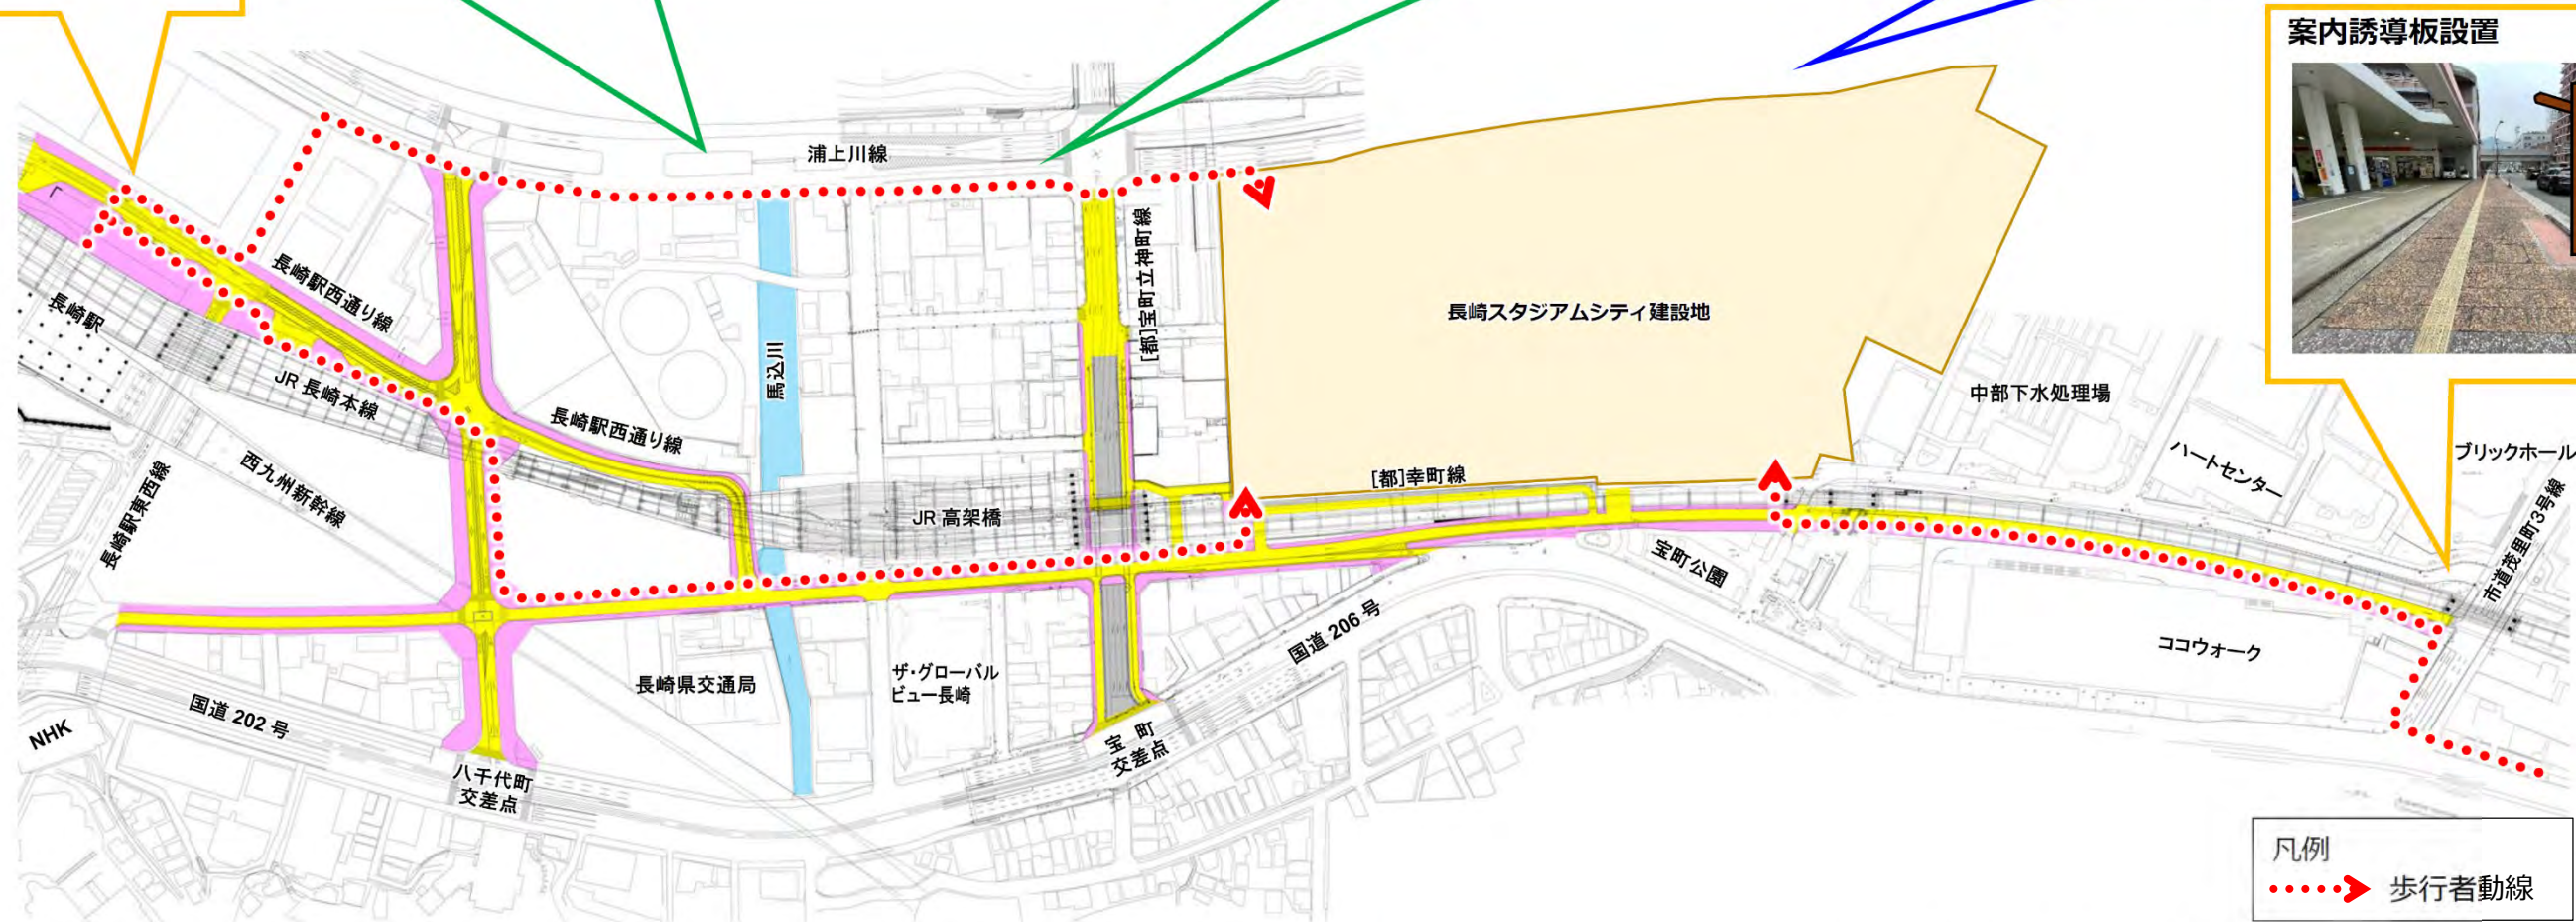 案内誘導板設置
浦上川線
[都]宝町立神町線
長崎駅西通り線
長崎スタジアムシティ建設地
長崎駅
JR 長崎本線
馬込川
中部下水処理場
長崎駅西通り線
ハートセンター
ブリックホール
西九州新幹線
[都]幸町線
JR 高架橋
長崎駅東西線
市道茂里町3号線
宝町公園
国道 206 号
ココウォーク
長崎県交通局
ザ・グローバル
ビュー長崎
国道 202 号
NHK
宝 町
交差点
八千代町
交差点
凡例
歩行者動線